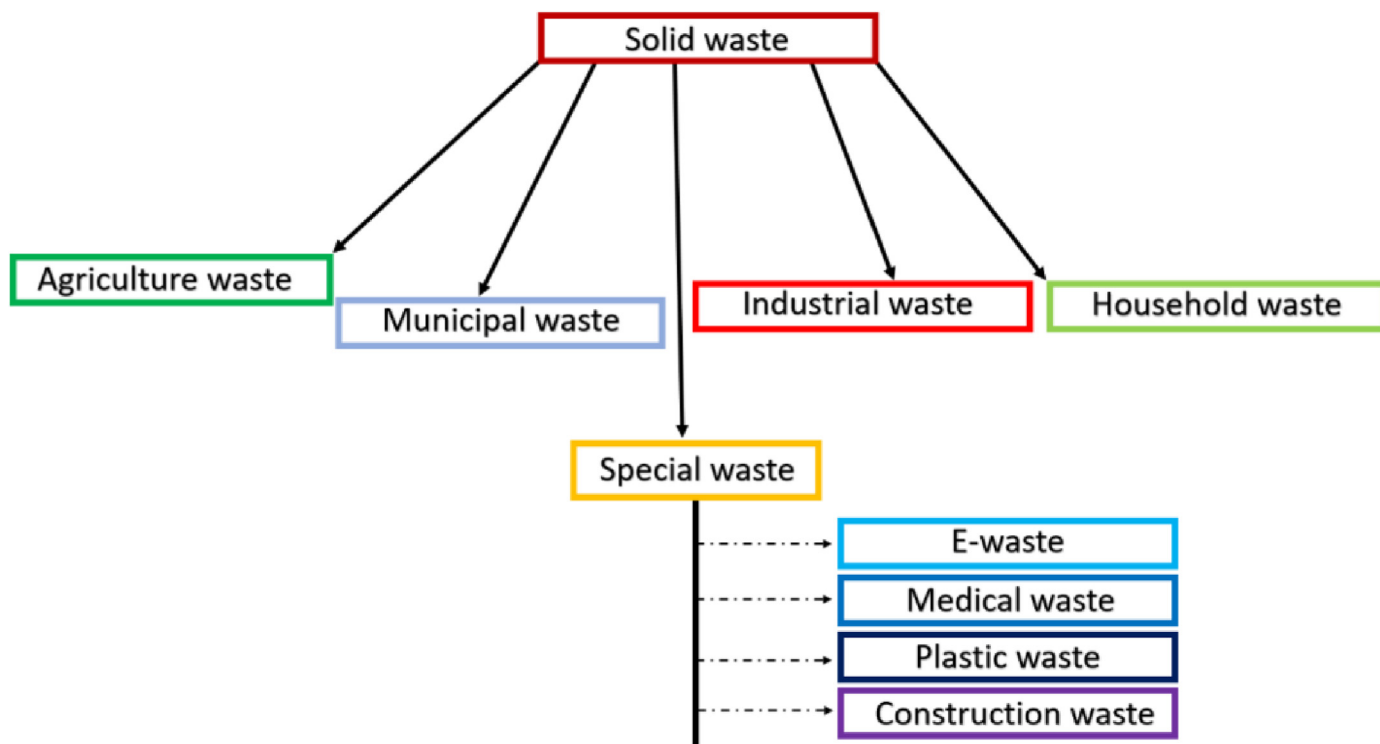 Solid waste
Agriculture waste
Municipal waste
Industrial waste
Household waste
Special waste
E-waste
Medical waste
Plastic waste
Construction waste